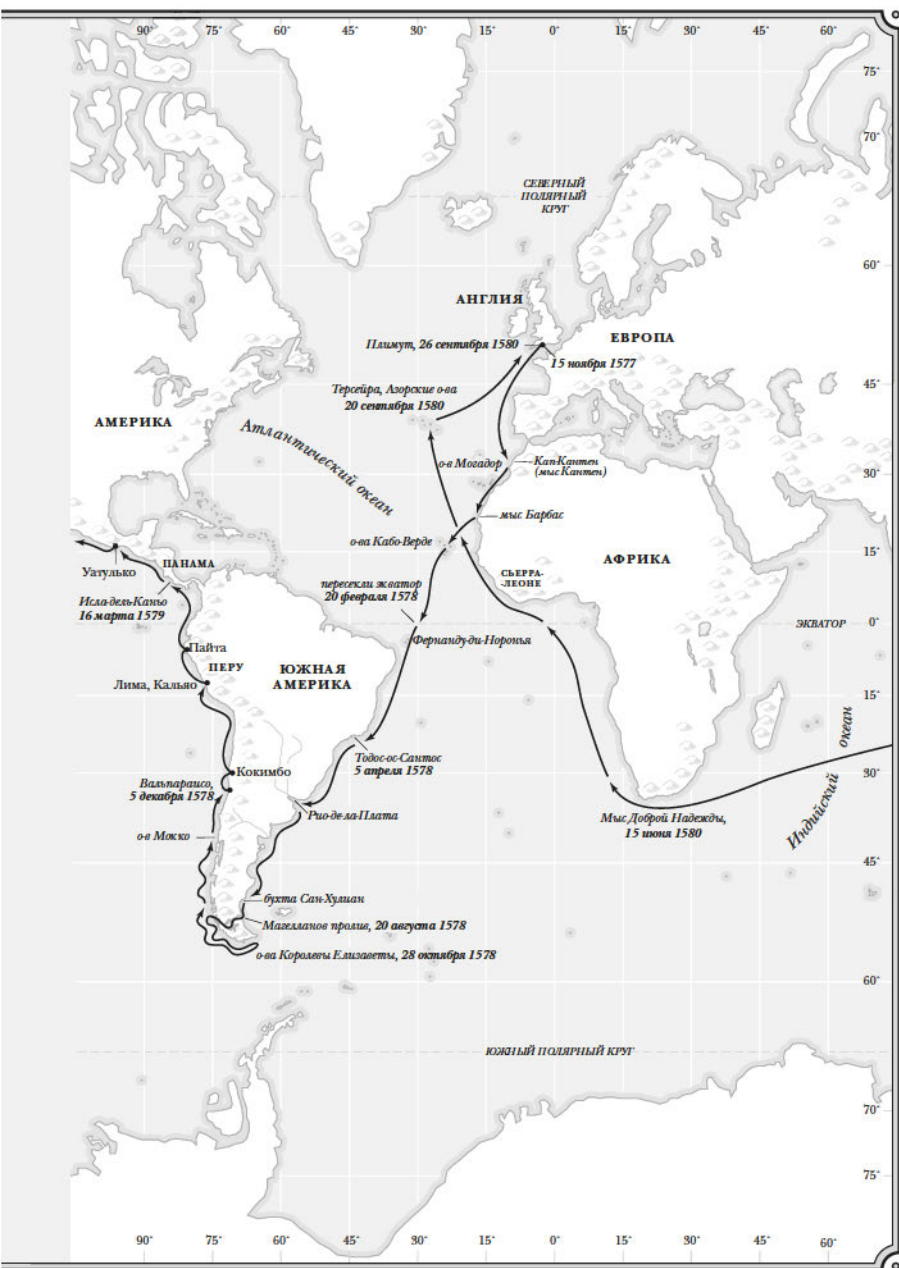 90° 75° 60° 45° 30° 15° 0° 15° 30° 45° 60°
75°
70°
СЕВЕРНЫЙ
ПОЛЯРНЫЙ
КРУГ
60°
АНГЛИЯ
ЕВРОПА
Плимут, 26 сентября 1580
15 ноября 1577
Терсейра, Азорские о-ва
20 сентября 1580
45°
АМЕРИКА
Атлантический океан
о-в Могадор
Кап-Кантен
(мыс Кантен)
30°
мыс Барбас
о-ва Кабо-Верде
15°
АФРИКА
ПАНАМА
Уатулько
СЬЕРРА-
-ЛЕОНЕ
пересекли экватор
20 февраля 1578
Исла-дель-Каньо
16 марта 1579
ЭКВАТОР
0°
Фернанду-ди-Норонья
Пайта
ПЕРУ
ЮЖНАЯ
АМЕРИКА
Лима, Кальяо
15°
Индийский океан
Тодос-ос-Сантос
5 апреля 1578
Кокимбо
30°
Вальпараисо,
5 декабря 1578
Рио-де-ла-Плата
Мыс Доброй Надежды,
15 июня 1580
о-в Мокко
45°
бухта Сан-Хулиан
Магелланов пролив, 20 августа 1578
о-ва Королевы Елизаветы, 28 октября 1578
60°
ЮЖНЫЙ ПОЛЯРНЫЙ КРУГ
70°
75°
90° 75° 60° 45° 30° 15° 0° 15° 30° 45° 60°